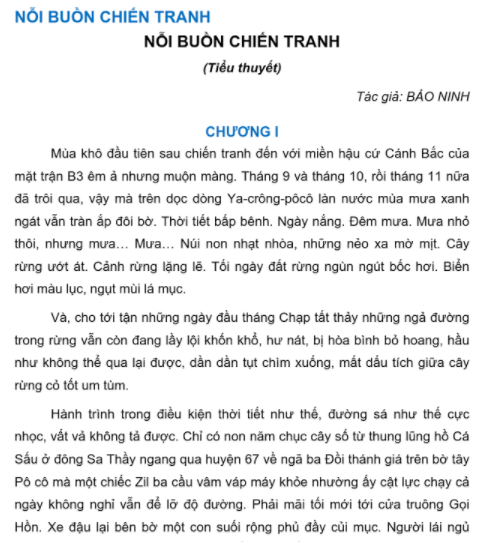 NỖI BUỒN CHIẾN TRANH
NỖI BUỒN CHIẾN TRANH
(Tiểu thuyết)
Tác giả: BẢO NINH
CHƯƠNG I
Mùa khô đầu tiên sau chiến tranh đến với miền hậu cứ Cánh Bắc của
mặt trận B3 êm ả nhưng muộn màng. Tháng 9 và tháng 10, rồi tháng 11 nữa
đã trôi qua, vậy mà trên dọc dòng Ya-crông-pôcô làn nước mùa mưa xanh
ngát vẫn tràn ắp đôi bờ. Thời tiết bấp bênh. Ngày nắng. Đêm mưa. Mưa nhỏ
thôi, nhưng mưa… Mưa… Núi non nhạt nhòa, những nẻo xa mờ mịt. Cây
rừng ướt át. Cảnh rừng lặng lẽ. Tối ngày đất rừng ngùn ngút bốc hơi. Biển
hơi màu lục, ngụt mùi lá mục.
Và, cho tới tận những ngày đầu tháng Chạp tất thảy những ngả đường
trong rừng vẫn còn đang lầy lội khốn khổ, hư nát, bị hòa bình bỏ hoang, hầu
như không thể qua lại được, dần dần tụt chìm xuống, mất dấu tích giữa cây
rừng cỏ tốt um tùm.
Hành trình trong điều kiện thời tiết như thế, đường sá như thế cực
nhọc, vất vả không tả được. Chỉ có non năm chục cây số từ thung lũng hồ Cá
Sấu ở đông Sa Thầy ngang qua huyện 67 về ngã ba Đồi thánh giá trên bờ tây
Pô cô mà một chiếc Zil ba cầu vâm váp máy khỏe nhường ấy cật lực chạy cả
ngày không nghỉ vẫn để lỡ độ đường. Phải mãi tối mới tới cửa truông Gọi
Hồn. Xe đậu lại bên bờ một con suối rộng phủ đầy củi mục. Người lái ngủ